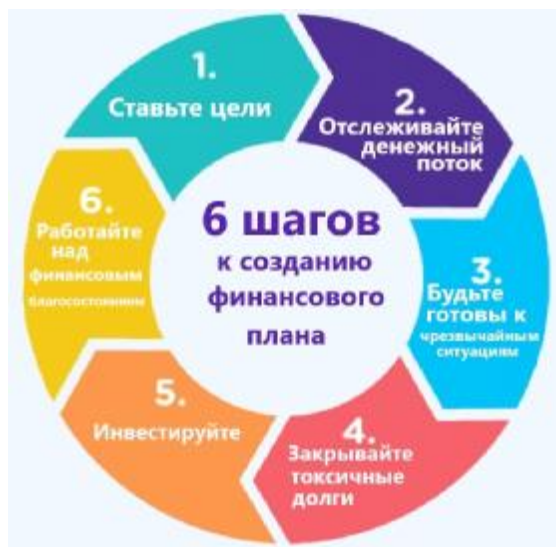 6 шагов
к созданию
финансового
плана
1.
Ставьте цели
2.
Отслеживайте
денежный
поток
3.
Будьте
готовы к
чрезвычайным
ситуациям
4.
Закрывайте
токсичные
долги
5.
Инвестируйте
6.
Работайте
над
финансовым
благосостоянием